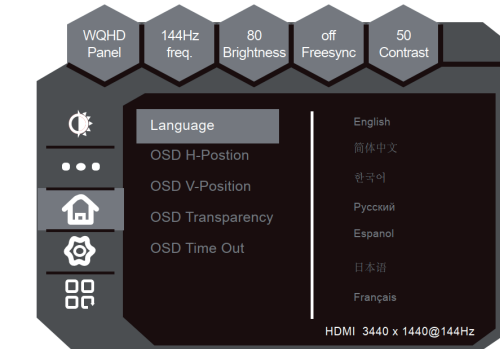 WQHD
Panel
144Hz
freq.
80
Brightness
off
Freesync
50
Contrast
Language
OSD H-Postion
OSD V-Position
OSD Transparency
OSD Time Out
English
简体中文
한국어
Русский
Espanol
日本语
Français
HDMI 3440 x 1440@144Hz